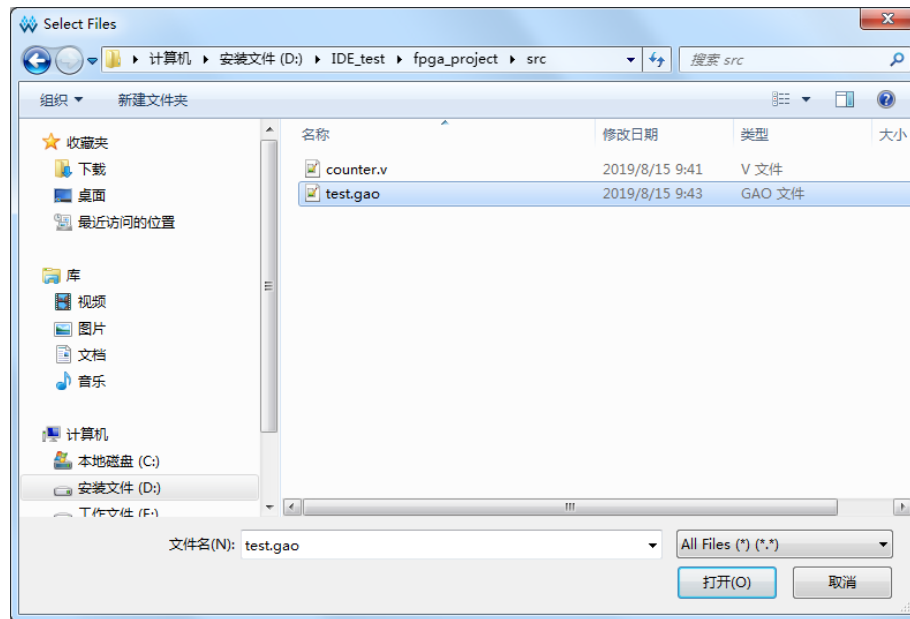 Select Files
计算机 安装文件 (D:) IDE_test fpga_project src
搜索 src
组织 新建文件夹
收藏夹
下载
桌面
最近访问的位置
库
视频
图片
文档
音乐
计算机
本地磁盘 (C:)
安装文件 (D:)
工作文件 (E:)
名称 修改日期 类型 大小
counter.v 2019/8/15 9:41 V 文件
test.gao 2019/8/15 9:43 GAO 文件
文件名(N): test.gao All Files (*) (*.*)
打开(O) 取消